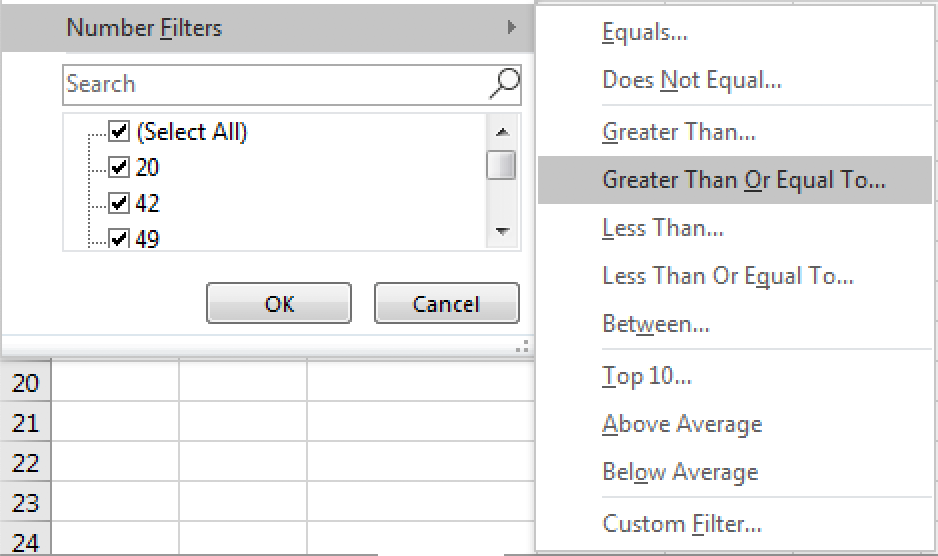 Number Filters
Search
(Select All)
20
42
49
OK
Cancel
20
21
22
23
24
Equals...
Does Not Equal...
Greater Than...
Greater Than Or Equal To...
Less Than...
Less Than Or Equal To...
Between...
Top 10...
Above Average
Below Average
Custom Filter...